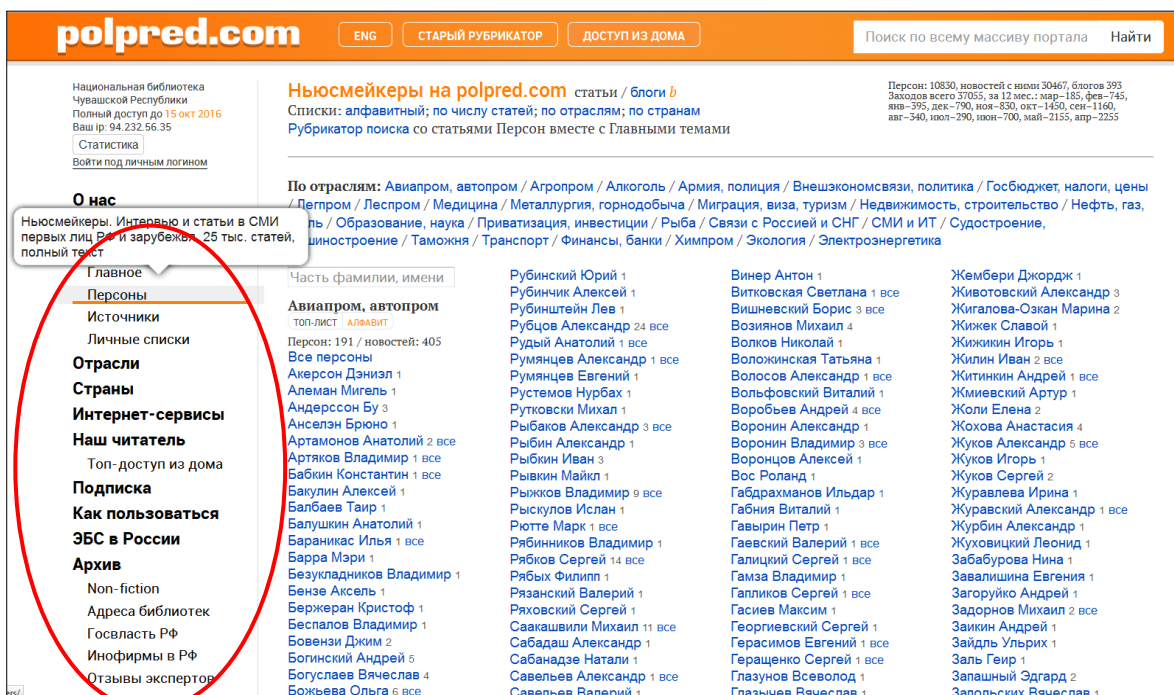 polpred.com ENG СТАРЫЙ РУБРИКАТОР ДОСТУП ИЗ ДОМА Поиск по всему массиву портала Найти
Национальная библиотека
Чувашской Республики
Полный доступ до 15 окт 2016
Ваш ip: 94.232.56.35
Статистика
Войти под личным логином
О нас
Ньюсмейкеры. Интервью и статьи в СМИ
первых лиц РФ и зарубежья. 25 тыс. статей,
полный текст
Главное
Персоны
Источники
Личные списки
Отрасли
Страны
Интернет-сервисы
Наш читатель
Топ-доступ из дома
Подписка
Как пользоваться
ЭБС в России
Архив
Non-fiction
Адреса библиотек
Госвласть РФ
Инофирмы в РФ
Отзывы экспертов
Ньюсмейкеры на polpred.com статьи / блоги b
Списки: алфавитный; по числу статей; по отраслям; по странам
Рубрикатор поиска со статьями Персон вместе с Главными темами
Персон: 10830, новостей с ними 30467, блогов 393
Заходов всего 37055, за 12 мес.: мар–185, фев–745,
янв–395, дек–790, ноя–830, окт–1450, сен–1160,
авг–340, июл–290, июн–700, май–2155, апр–2255
По отраслям: Авиапром, автопром / Агропром / Алкоголь / Армия, полиция / Внешэкономсвязи, политика / Госбюджет, налоги, цены
/ Легпром / Леспром / Медицина / Металлургия, горнодобыча / Миграция, виза, туризм / Недвижимость, строительство / Нефть, газ,
ль / Образование, наука / Приватизация, инвестиции / Рыба / Связи с Россией и СНГ / СМИ и ИТ / Судостроение,
шиностроение / Таможня / Транспорт / Финансы, банки / Химпром / Экология / Электроэнергетика
Часть фамилии, имени
Авиапром, автопром
ТОП-ЛИСТ АЛФАВИТ
Персон: 191 / новостей: 405
Все персоны
Акерсон Дэниэл 1
Алеман Мигель 1
Андерссон Бу 3
Анселэн Брюно 1
Артамонов Анатолий 2 все
Артяков Владимир 1 все
Бабкин Константин 1 все
Бакулин Алексей 1
Балбаев Таир 1
Балушкин Анатолий 1
Бараникас Илья 1 все
Барра Мэри 1
Безукладников Владимир 1
Бензе Аксель 1
Бержеран Кристоф 1
Беспалов Владимир 1
Бовензи Джим 2
Богинский Андрей 5
Богуслаев Вячеслав 4
Божьева Ольга 6 все
Рубинский Юрий 1
Рубинчик Алексей 1
Рубинштейн Лев 1
Рубцов Александр 24 все
Рудый Анатолий 1 все
Румянцев Александр 1 все
Румянцев Евгений 1
Рустемов Нурбах 1
Рутковски Михал 1
Рыбаков Александр 3 все
Рыбин Александр 1
Рыбкин Иван 3
Рывкин Майкл 1
Рыжков Владимир 9 все
Рыскулов Ислан 1
Рютте Марк 1 все
Рябинников Владимир 1
Рябков Сергей 14 все
Рябых Филипп 1
Рязанский Валерий 1
Ряховский Сергей 1
Саакашвили Михаил 11 все
Сабадаш Александр 1
Сабанадзе Натали 1
Савельев Александр 1 все
Савельев Валерий 1
Винер Антон 1
Витковская Светлана 1 все
Вишневский Борис 3 все
Возиянов Михаил 4
Волков Николай 1
Воложинская Татьяна 1
Волосов Александр 1 все
Вольфовский Виталий 1
Воробьев Андрей 4 все
Воронин Александр 1
Воронин Владимир 3 все
Воронцов Алексей 1
Вос Роланд 1
Габдрахманов Ильдар 1
Габния Виталий 1
Гавырин Петр 1
Гаевский Валерий 1 все
Галицкий Сергей 1 все
Гамза Владимир 1
Гапликов Сергей 1 все
Гасиев Максим 1
Георгиевский Сергей 1
Герасимов Евгений 1 все
Геращенко Сергей 1 все
Глазунов Всеволод 1
Глазычев Вячеслав 1
Жембери Джордж 1
Животовский Александр 3
Жигалова-Озкан Марина 2
Жижек Славой 1
Жижикин Игорь 1
Жилин Иван 2 все
Житинкин Андрей 1 все
Жмиевский Артур 1
Жоли Елена 2
Жохова Анастасия 4
Жуков Александр 5 все
Жуков Игорь 1
Жуков Сергей 2
Журавлева Ирина 1
Журавский Александр 1 все
Журбин Александр 1
Жуховицкий Леонид 1
Забабурова Нина 1
Завалишина Евгения 1
Загоруйко Андрей 1
Задорнов Михаил 2 все
Заикин Андрей 1
Зайдль Ульрих 1
Заль Геир 1
Запашный Эдгард 2
Запольских Вячеслав 1